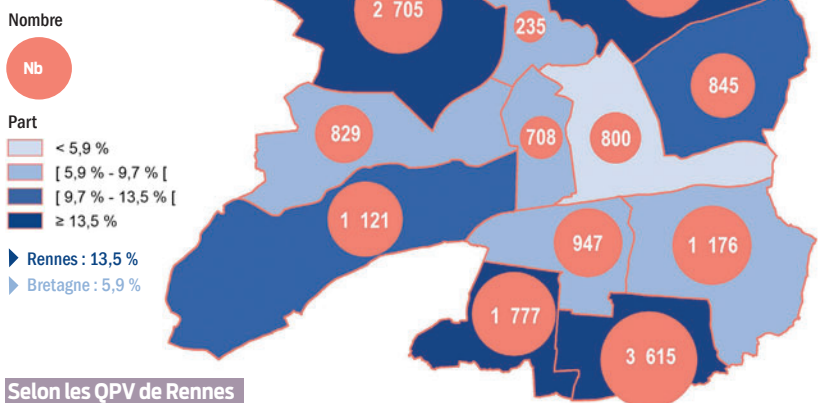 Nombre
Nb
Part
< 5,9 %
[ 5,9 % - 9,7 % [
[ 9,7 % - 13,5 % [
≥ 13,5 %
Rennes : 13,5 %
Bretagne : 5,9 %
2 705
235
845
829
708
800
1 121
947
1 176
1 777
3 615
Selon les QPV de Rennes